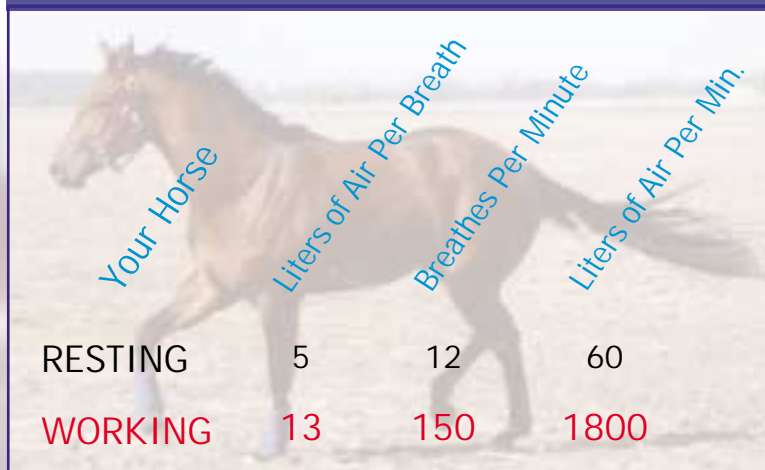 Your Horse Liters of Air Per Breath Breathes Per Minute Liters of Air Per Min.
RESTING 5 12 60
WORKING 13 150 1800